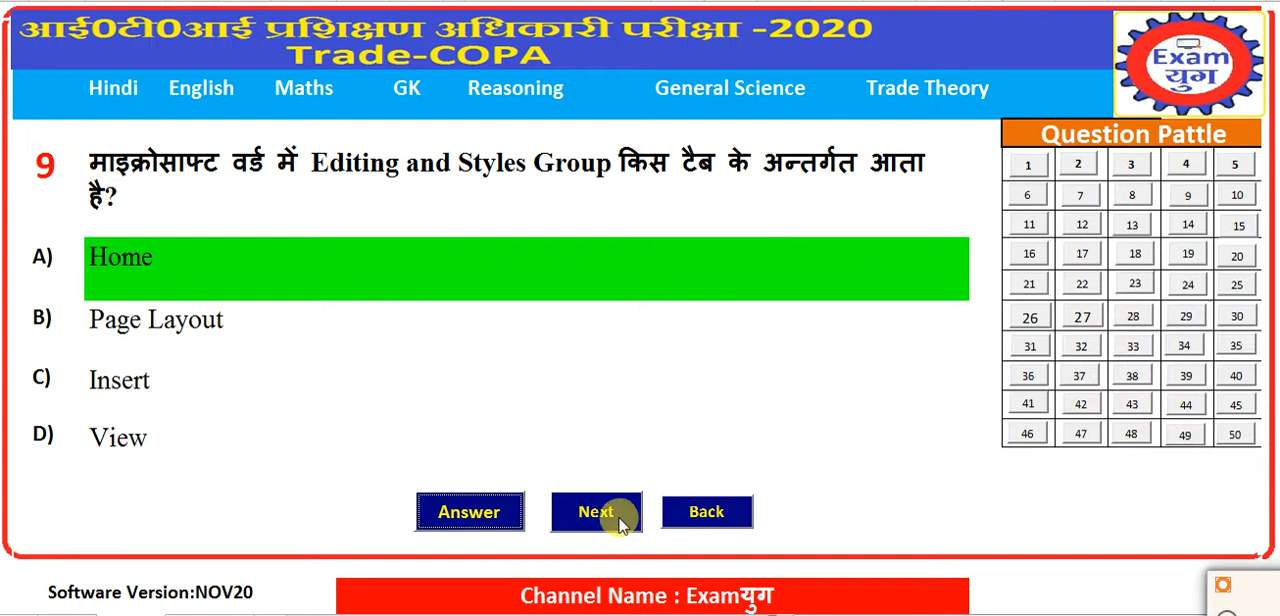 आई0टी0आई प्रशिक्षण अधिकारी परीक्षा -2020
Trade-COPA
Exam
युग
Hindi English Maths GK Reasoning General Science Trade Theory
Question Pattle
9 माइक्रोसाफ्ट वर्ड में Editing and Styles Group किस टैब के अन्तर्गत आता
है?
A) Home
B) Page Layout
C) Insert
D) View
1 2 3 4 5
6 7 8 9 10
11 12 13 14 15
16 17 18 19 20
21 22 23 24 25
26 27 28 29 30
31 32 33 34 35
36 37 38 39 40
41 42 43 44 45
46 47 48 49 50
Answer Next Back
Software Version:NOV20 Channel Name : Examयुग